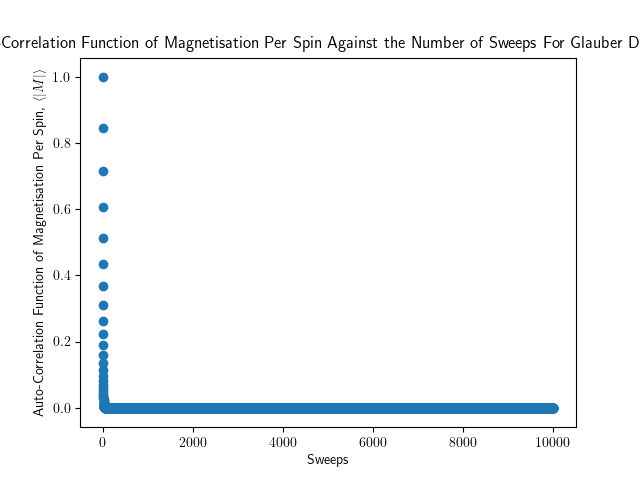 -Correlation Function of Magnetisation Per Spin Against the Number of Sweeps For Glauber D
Auto-Correlation Function of Magnetisation Per Spin, ⟨|M|⟩
1.0
0.8
0.6
0.4
0.2
0.0
0 2000 4000 6000 8000 10000
Sweeps